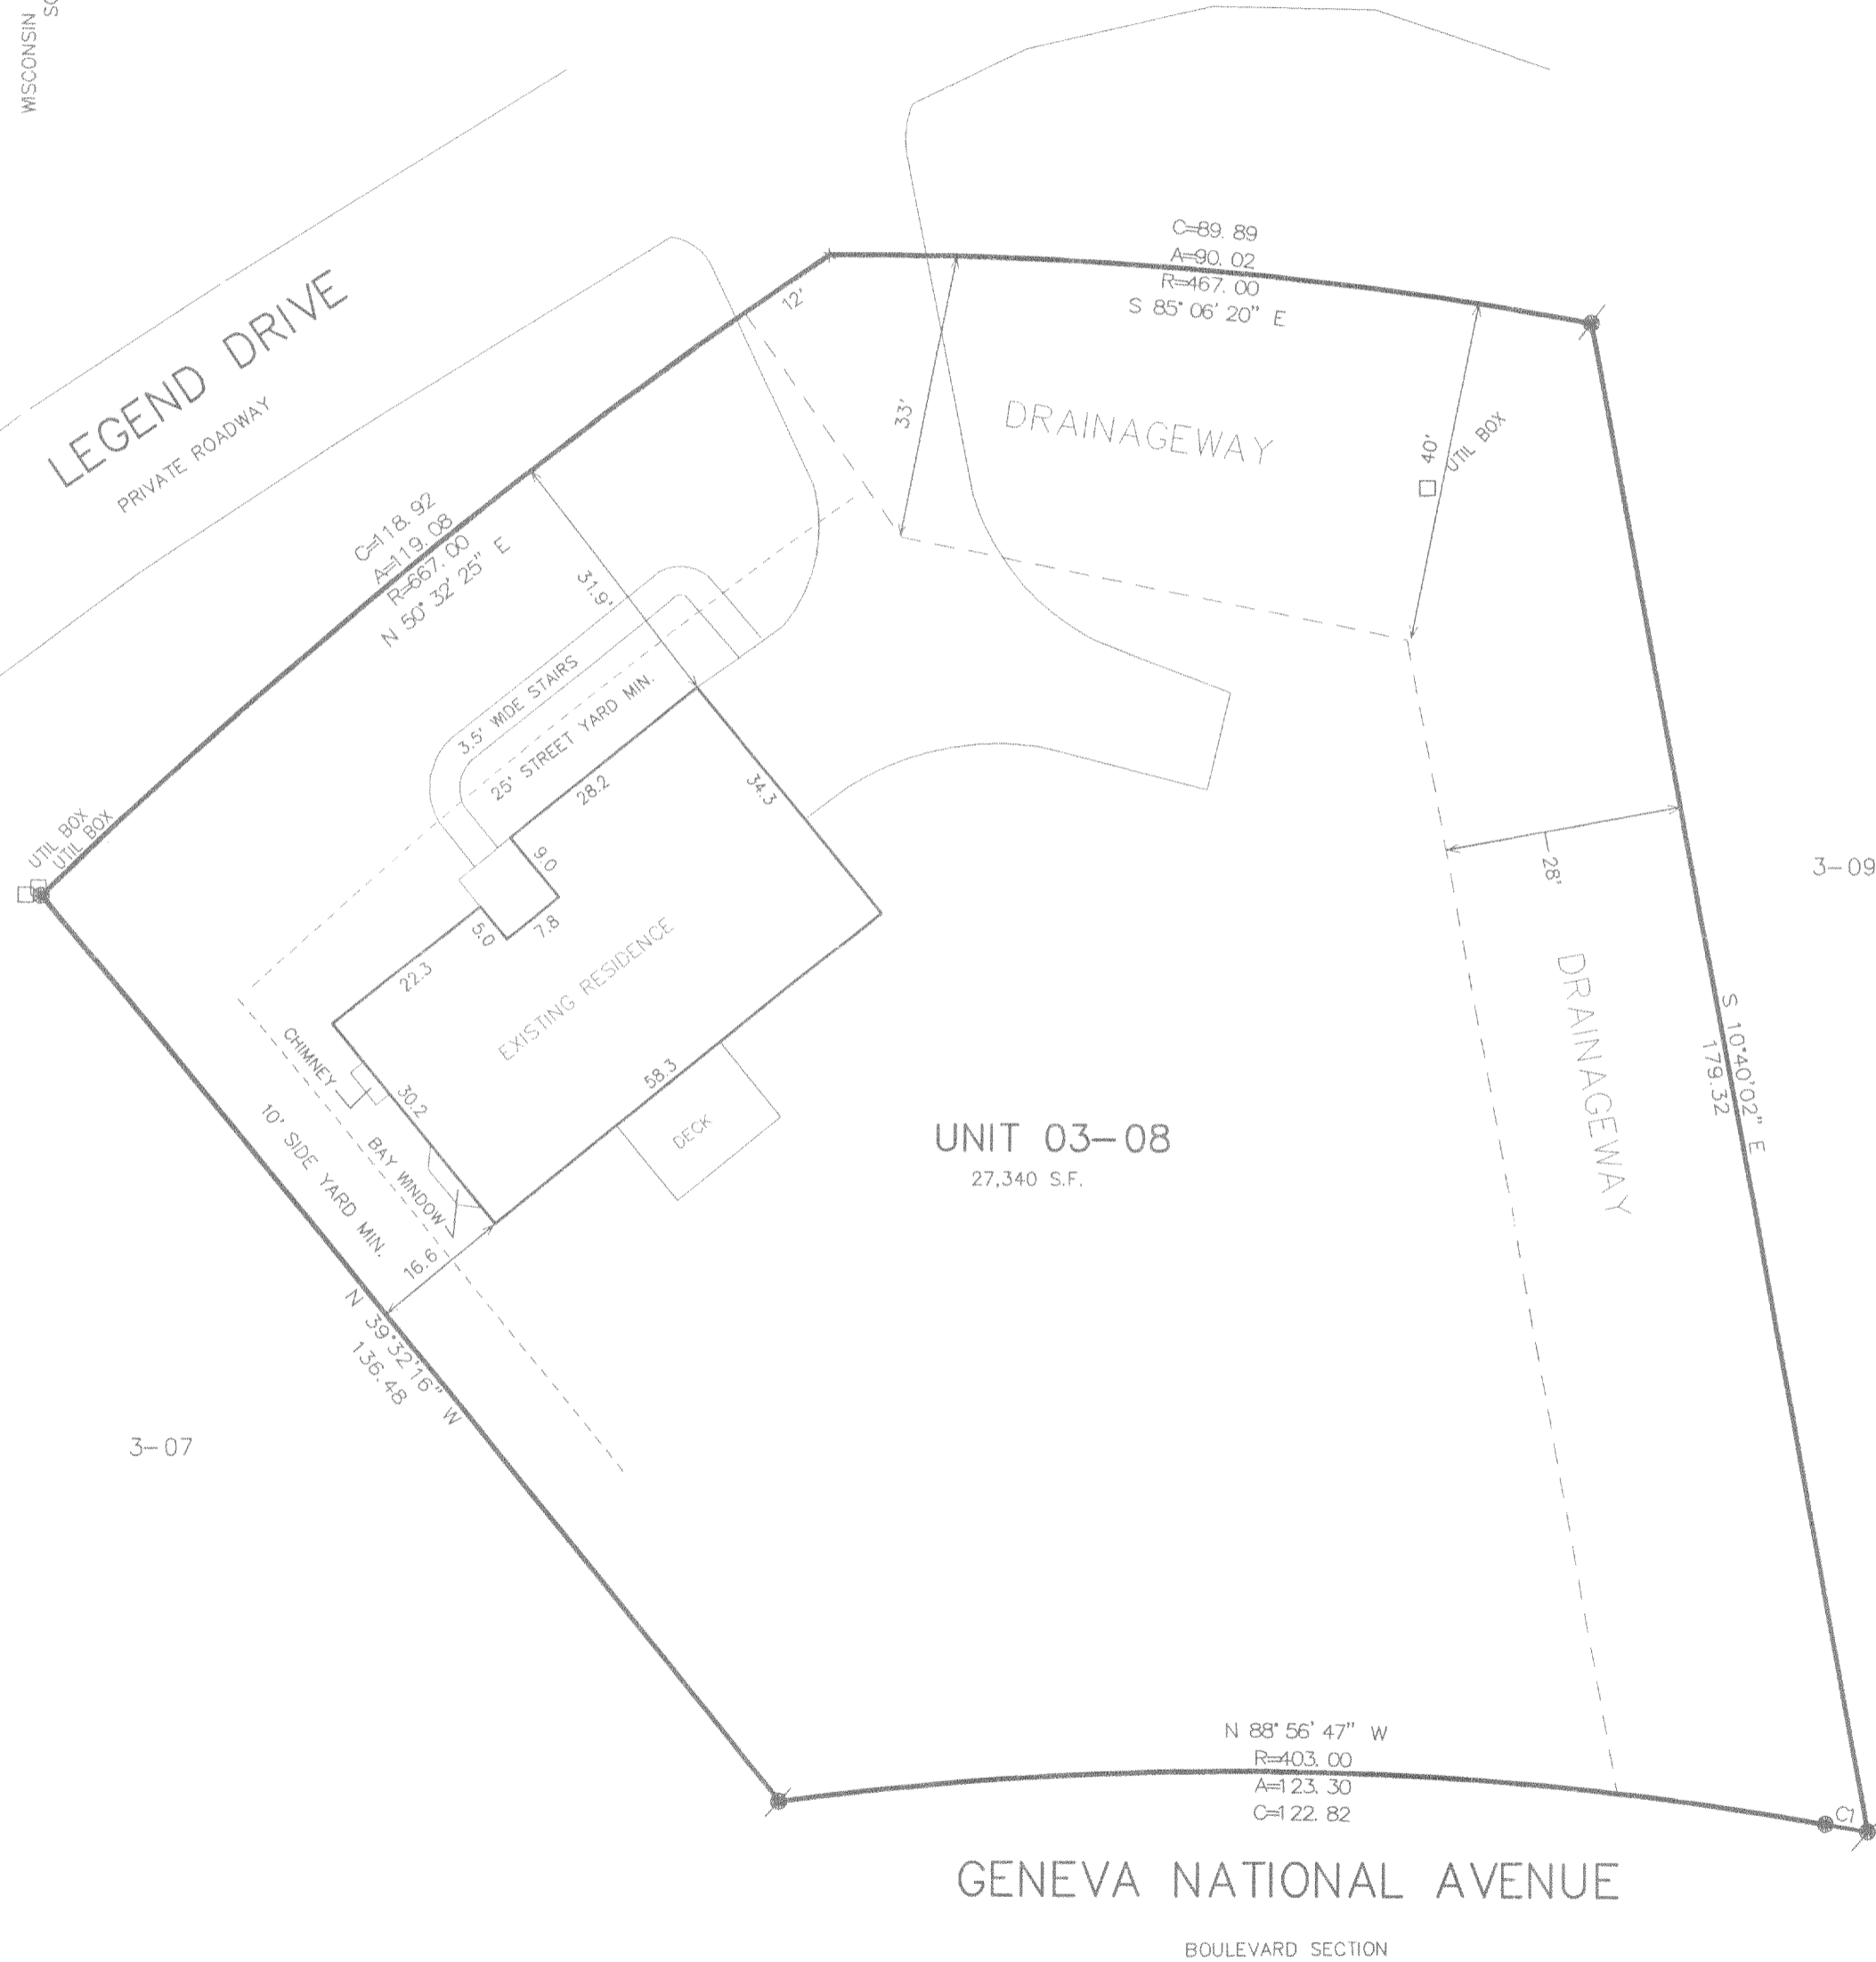 WISCONSIN
SO
LEGEND DRIVE
PRIVATE ROADWAY
C=89.89
A=90.02
R=467.00
S 85°06'20" E
12'
33'
DRAINAGEWAY
40'
UTIL BOX
C=118.92
A=119.08
R=667.00
N 50°32'25" E
31.9'
3.5' WIDE STAIRS
25' STREET YARD MIN.
28.2
34.3
UTIL BOX
UTIL BOX
9.0
7.8
5.0
22.3
EXISTING RESIDENCE
28'
3-09
DRAINAGEWAY
S 10°40'02" E
179.32
CHIMNEY
30.2
58.3
DECK
BAY WINDOW
10' SIDE YARD MIN.
16.6
UNIT 03-08
27,340 S.F.
N 39°32'16" W
136.48
3-07
N 88°56'47" W
R=403.00
A=123.30
C=122.82
C1
GENEVA NATIONAL AVENUE
BOULEVARD SECTION